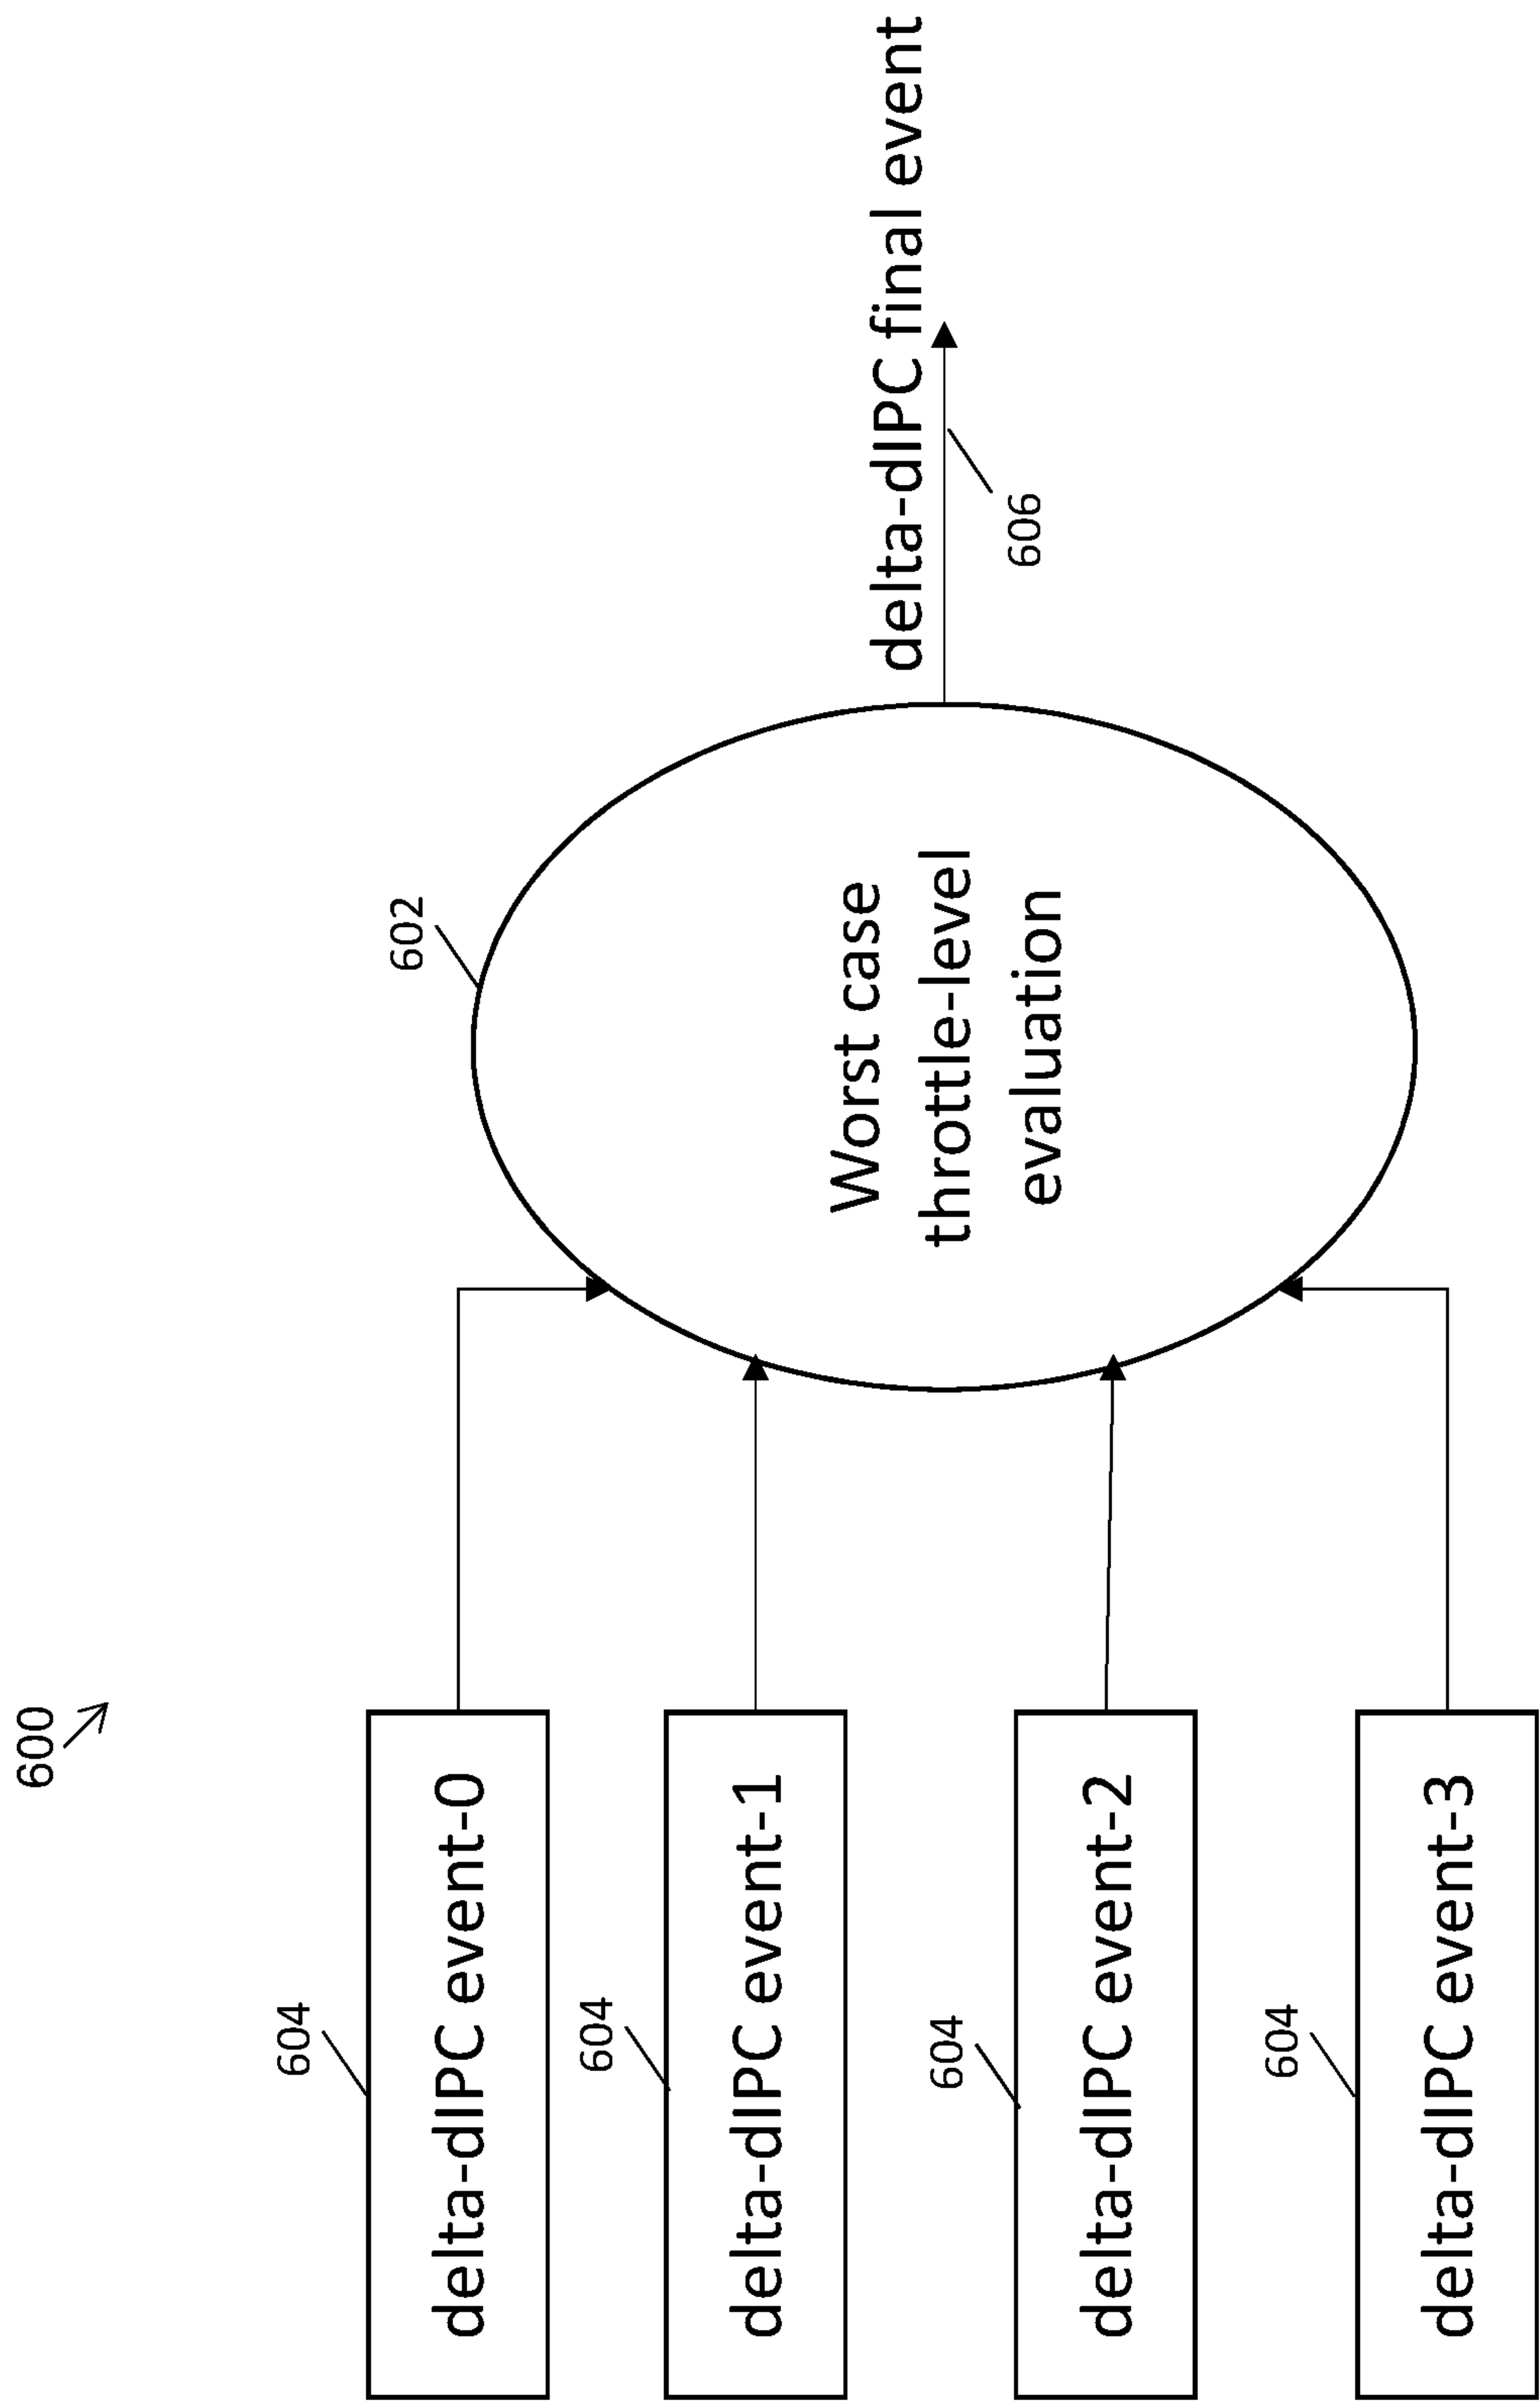 600
604
delta-dIPC event-0
604
delta-dIPC event-1
604
delta-dIPC event-2
604
delta-dIPC event-3
602
Worst case
throttle-level
evaluation
delta-dIPC final event
606